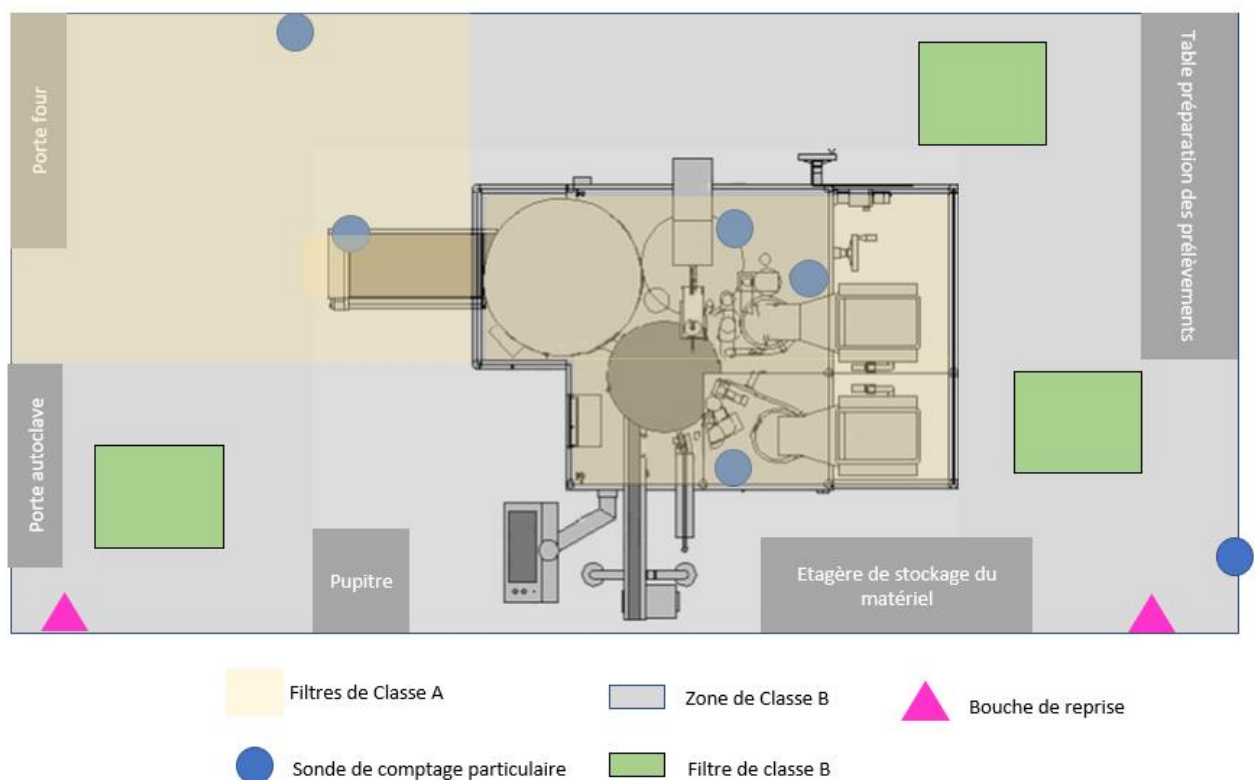 Porte four
Table préparation des prélèvements
Porte autoclave
Pupitre
Etagère de stockage du
matériel
Filtres de Classe A
Zone de Classe B
Bouche de reprise
Sonde de comptage particulaire
Filtre de classe B